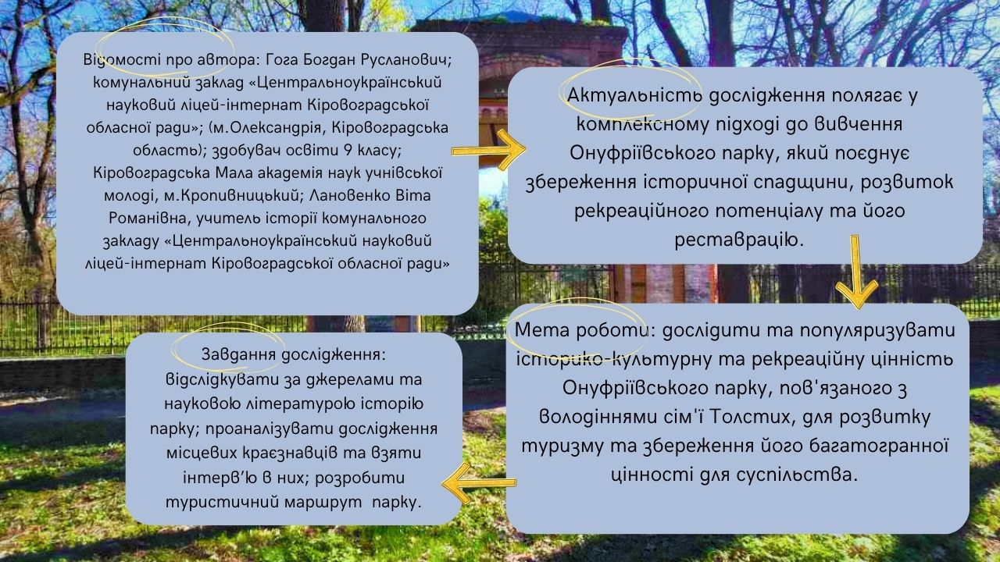 Відомості про автора: Гога Богдан Русланович;
комунальний заклад «Центральноукраїнський
науковий ліцей-інтернат Кіровоградської
обласної ради»; (м.Олександрія, Кіровоградська
область); здобувач освіти 9 класу;
Кіровоградська Мала академія наук учнівської
молоді, м.Кропивницький; Лановенко Віта
Романівна, учитель історії комунального
закладу «Центральноукраїнський науковий
ліцей-інтернат Кіровоградської обласної ради»
Актуальність дослідження полягає у
комплексному підході до вивчення
Онуфріївського парку, який поєднує
збереження історичної спадщини, розвиток
рекреаційного потенціалу та його
реставрацію.
Мета роботи: дослідити та популяризувати
історико-культурну та рекреаційну цінність
Онуфріївського парку, пов'язаного з
володіннями сім'ї Толстих, для розвитку
туризму та збереження його багатогранної
цінності для суспільства.
Завдання дослідження:
відслідкувати за джерелами та
науковою літературою історію
парку; проаналізувати дослідження
місцевих краєзнавців та взяти
інтерв’ю в них; розробити
туристичний маршрут  парку.